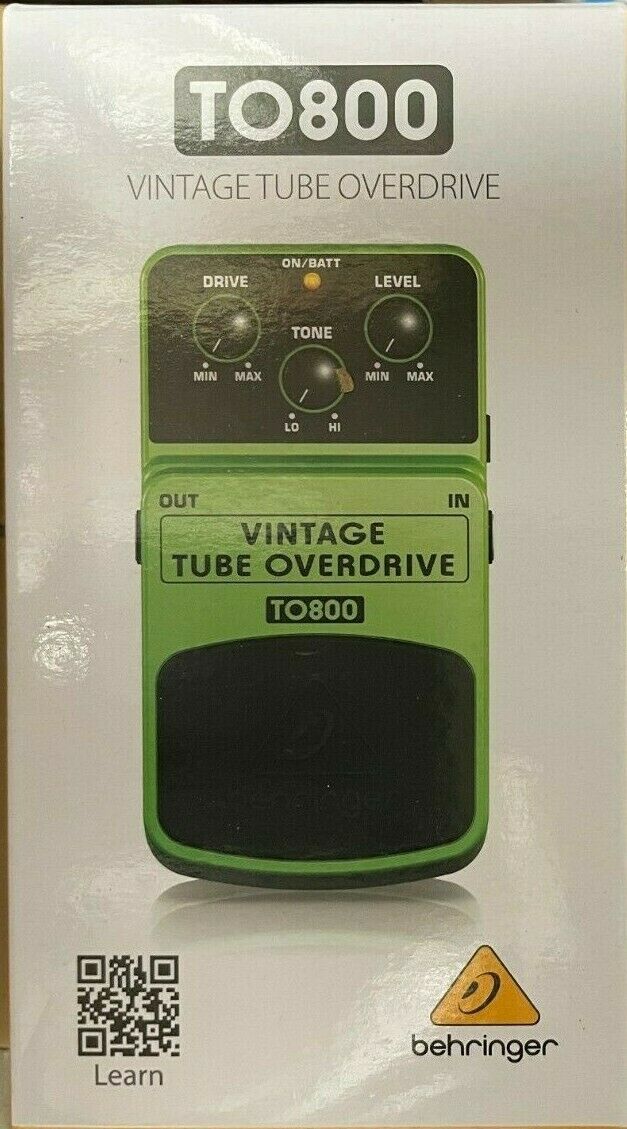 TO800
VINTAGE TUBE OVERDRIVE
ON/BATT
DRIVE
LEVEL
TONE
MIN MAX
MIN MAX
LO HI
OUT IN
VINTAGE
TUBE OVERDRIVE
TO800
behringer
behringer
Learn